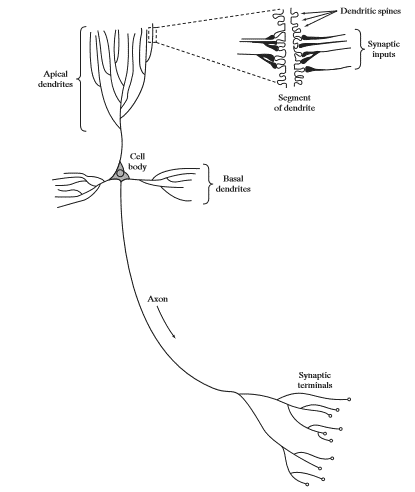 Dendritic spines
Synaptic
inputs
Apical
dendrites
Segment
of dendrite
Cell
body
Basal
dendrites
Axon
Synaptic
terminals